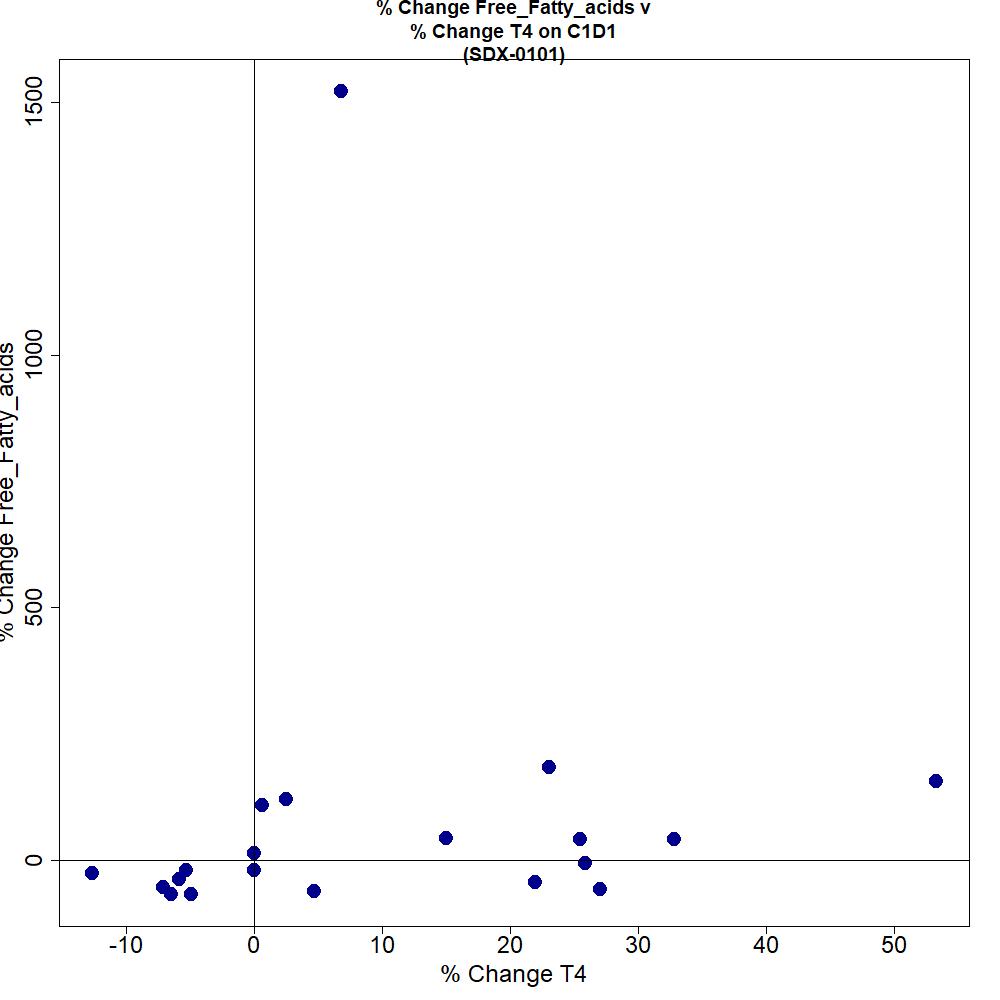 % Change Free_Fatty_acids v
% Change T4 on C1D1
(SDX-0101)
% Change Free_Fatty_acids
1500
1000
500
0
-10 0 10 20 30 40 50
% Change T4